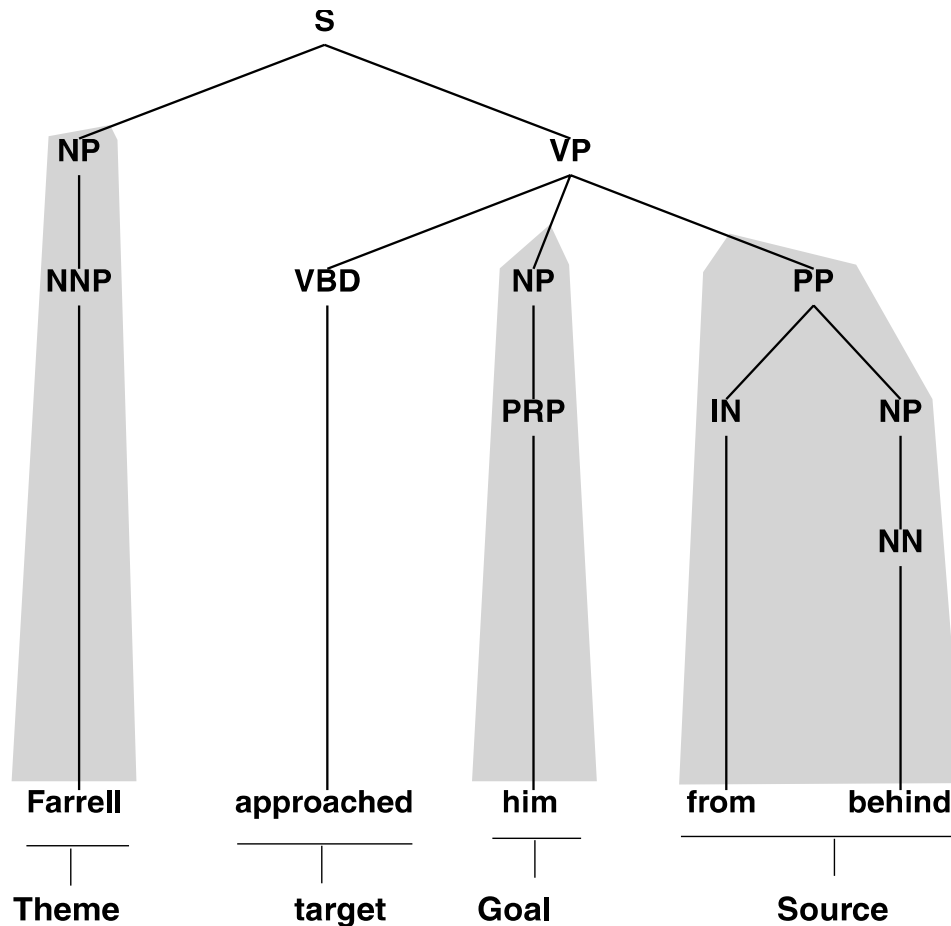 S
NP VP
NNP VBD NP PP
PRP IN NP
NN
Farrell approached him from behind
Theme target Goal Source